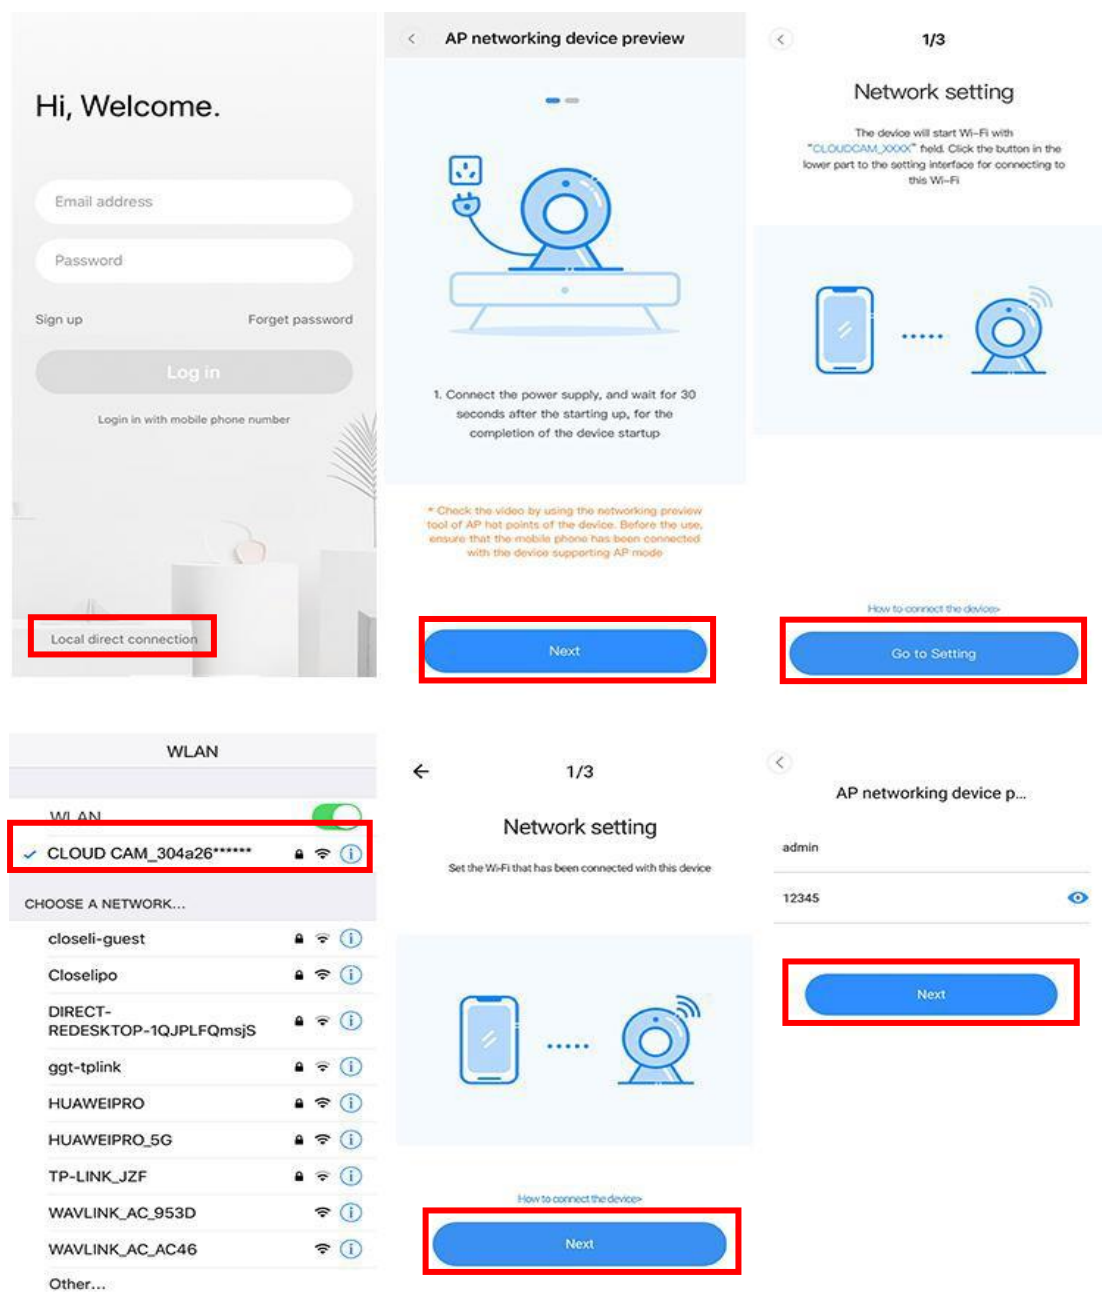 Hi, Welcome.
Email address
Password
Sign up
Forget password
Log in
Login in with mobile phone number
Local direct connection
AP networking device preview
1. Connect the power supply, and wait for 30
seconds after the starting up, for the
completion of the device startup
* Check the video by using the networking preview
tool of AP hot points of the device. Before the use,
ensure that the mobile phone has been connected
with the device supporting AP mode
Next
1/3
Network setting
The device will start Wi-Fi with
"CLOUDCAM_XXXX" field. Click the button in the
lower part to the setting interface for connecting to
this Wi-Fi
How to connect the device>
Go to Setting
WLAN
WLAN
CLOUD CAM_304a26******
CHOOSE A NETWORK...
closeli-guest
Closelipo
DIRECT-
REDESKTOP-1QJPLFQmsjS
ggt-tplink
HUAWEIPRO
HUAWEIPRO_5G
TP-LINK_JZF
WAVLINK_AC_953D
WAVLINK_AC_AC46
Other...
1/3
Network setting
Set the Wi-Fi that has been connected with this device
How to connect the device>
Next
AP networking device p...
admin
12345
Next